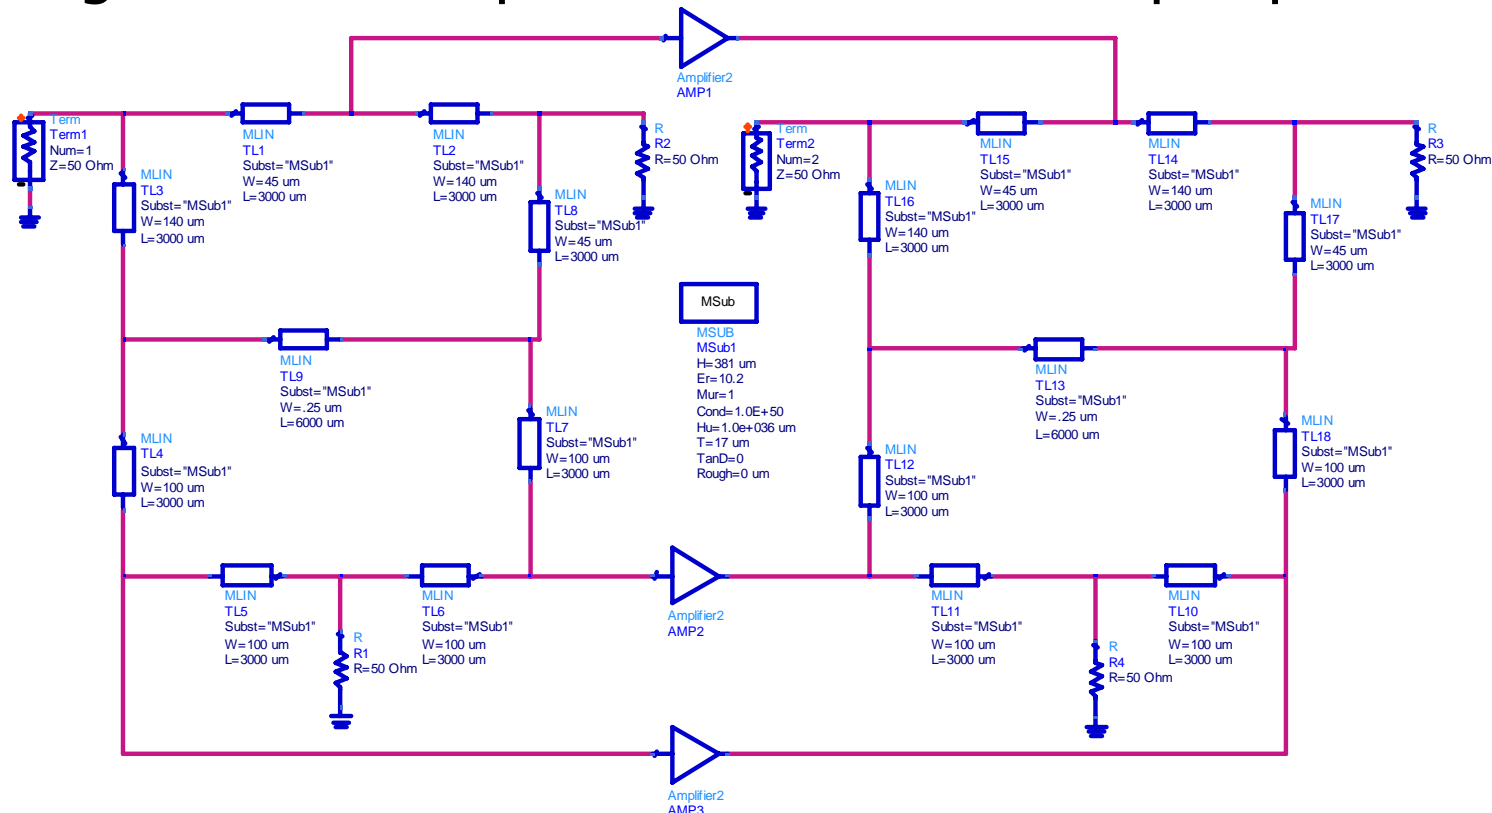 Amplifier2
AMP1
Term
Term1
Num=1
Z=50 Ohm
MLIN
TL1
Subst="MSub1"
W=45 um
L=3000 um
MLIN
TL2
Subst="MSub1"
W=140 um
L=3000 um
R
R2
R=50 Ohm
Term
Term2
Num=2
Z=50 Ohm
MLIN
TL15
Subst="MSub1"
W=45 um
L=3000 um
MLIN
TL14
Subst="MSub1"
W=140 um
L=3000 um
R
R3
R=50 Ohm
MLIN
TL3
Subst="MSub1"
W=140 um
L=3000 um
MLIN
TL8
Subst="MSub1"
W=45 um
L=3000 um
MLIN
TL16
Subst="MSub1"
W=140 um
L=3000 um
MLIN
TL17
Subst="MSub1"
W=45 um
L=3000 um
MSub
MSUB
MSub1
H=381 um
Er=10.2
Mur=1
Cond=1.0E+50
Hu=1.0e+036 um
T=17 um
TanD=0
Rough=0 um
MLIN
TL9
Subst="MSub1"
W=.25 um
L=6000 um
MLIN
TL13
Subst="MSub1"
W=.25 um
L=6000 um
MLIN
TL4
Subst="MSub1"
W=100 um
L=3000 um
MLIN
TL7
Subst="MSub1"
W=100 um
L=3000 um
MLIN
TL12
Subst="MSub1"
W=100 um
L=3000 um
MLIN
TL18
Subst="MSub1"
W=100 um
L=3000 um
MLIN
TL5
Subst="MSub1"
W=100 um
L=3000 um
MLIN
TL6
Subst="MSub1"
W=100 um
L=3000 um
R
R1
R=50 Ohm
Amplifier2
AMP2
MLIN
TL11
Subst="MSub1"
W=100 um
L=3000 um
MLIN
TL10
Subst="MSub1"
W=100 um
L=3000 um
R
R4
R=50 Ohm
Amplifier2
AMP3